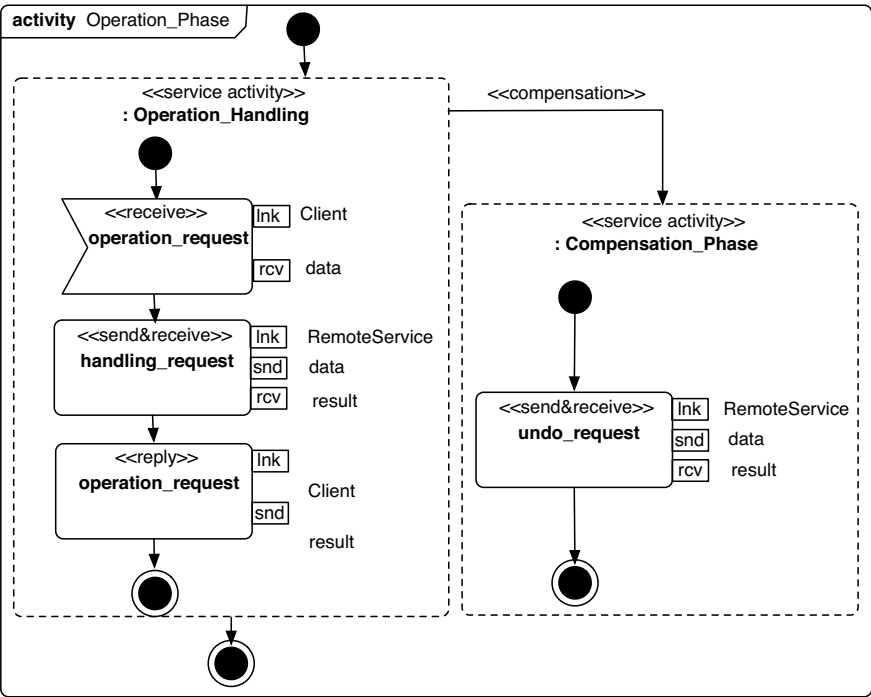 activity Operation_Phase
<<service activity>>
: Operation_Handling
<<receive>>
operation_request
lnk Client
rcv data
<<send&receive>>
handling_request
lnk RemoteService
snd data
rcv result
<<reply>>
operation_request
lnk
Client
snd
result
<<compensation>>
<<service activity>>
: Compensation_Phase
<<send&receive>>
undo_request
lnk RemoteService
snd data
rcv result